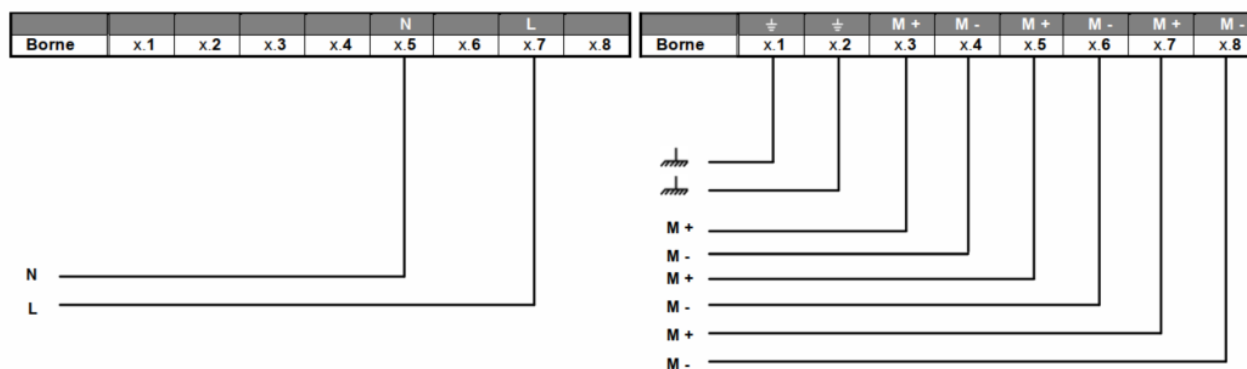 N L
Borne x.1 x.2 x.3 x.4 x.5 x.6 x.7 x.8
M + M - M + M - M + M -
Borne x.1 x.2 x.3 x.4 x.5 x.6 x.7 x.8
N
L
M +
M -
M +
M -
M +
M -